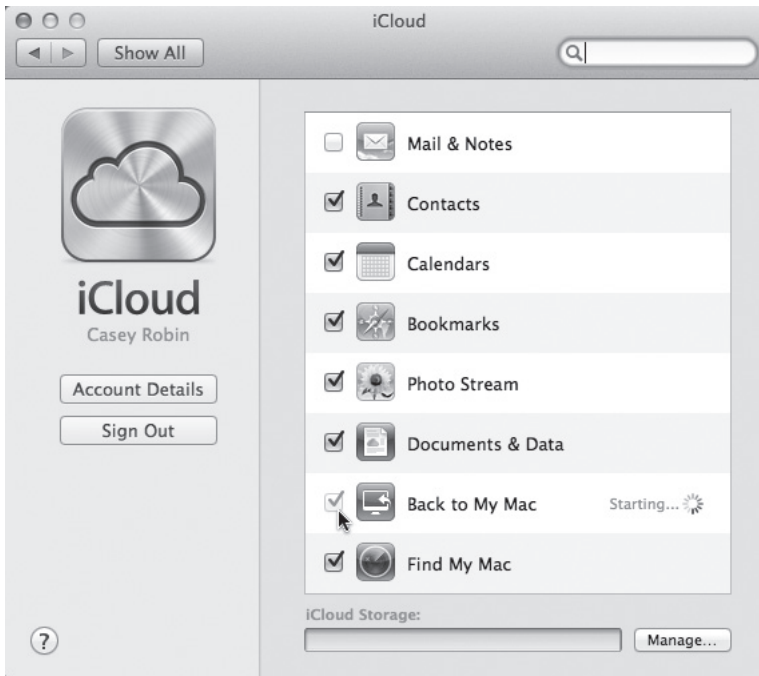 iCloud
Show All
iCloud
Casey Robin
Account Details
Sign Out
Mail & Notes
Contacts
Calendars
Bookmarks
Photo Stream
Documents & Data
Back to My Mac Starting...
Find My Mac
iCloud Storage:
Manage...
?